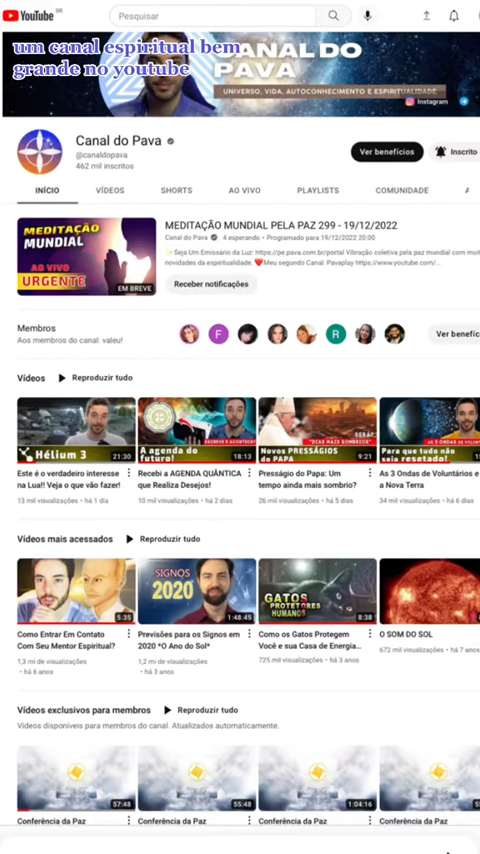 YouTube BR
Pesquisar
um canal espiritual bem
grande no youtube
CANAL DO
PAVA
UNIVERSO, VIDA, AUTOCONHECIMENTO E ESPIRITUALIDADE
Instagram
Canal do Pava
@canaldopava
462 mil inscritos
Ver benefícios
Inscrito
INÍCIO VÍDEOS SHORTS AO VIVO PLAYLISTS COMUNIDADE
MEDITAÇÃO
MUNDIAL
AO VIVO
URGENTE
EM BREVE
MEDITAÇÃO MUNDIAL PELA PAZ 299 - 19/12/2022
Canal do Pava • 4 esperando • Programado para 19/12/2022 20:00
Seja Um Emissário da Luz: https://pe.pava.com.br/portal Vibração coletiva pela paz mundial com muit
novidades da espiritualidade. Meu segundo Canal: Pavaplay https://www.youtube.com/...
Receber notificações
Membros
Aos membros do canal: valeu!
F
R
Ver benefíc
Vídeos Reproduzir tudo
Hélium 3
21:30
A agenda do
futuro!
ESCREVE E ACONTECE!!
18:13
SERÁ?
"DIAS MAIS SOMBRIOS"
Novos PRESSÁGIOS
do PAPA
9:21
AS 3 ONDAS DE VOLUNTÁ
Para que tudo não
seja resetado!
Este é o verdadeiro interesse
na Lua!! Veja o que vão fazer!
13 mil visualizações • há 1 dia
Recebi a AGENDA QUÂNTICA
que Realiza Desejos!
10 mil visualizações • há 2 dias
Presságio do Papa: Um
tempo ainda mais sombrio?
26 mil visualizações • há 5 dias
As 3 Ondas de Voluntários e
a Nova Terra
34 mil visualizações • há 6 dias
Vídeos mais acessados Reproduzir tudo
5:35
SIGNOS
2020
1:48:45
GATOS
PROTETORES
HUMANOS
8:38
Como Entrar Em Contato
Com Seu Mentor Espiritual?
1,3 mi de visualizações
• há 6 anos
Previsões para os Signos em
2020 *O Ano do Sol*
1,2 mi de visualizações
• há 3 anos
Como os Gatos Protegem
Você e sua Casa de Energia...
725 mil visualizações • há 3 anos
O SOM DO SOL
672 mil visualizações • há 7 anos
Vídeos exclusivos para membros Reproduzir tudo
Vídeos disponíveis para membros do canal. Atualizados automaticamente.
57:48
55:48
1:04:16
Conferência da Paz
Conferência da Paz
Conferência da Paz
Conferência da Paz